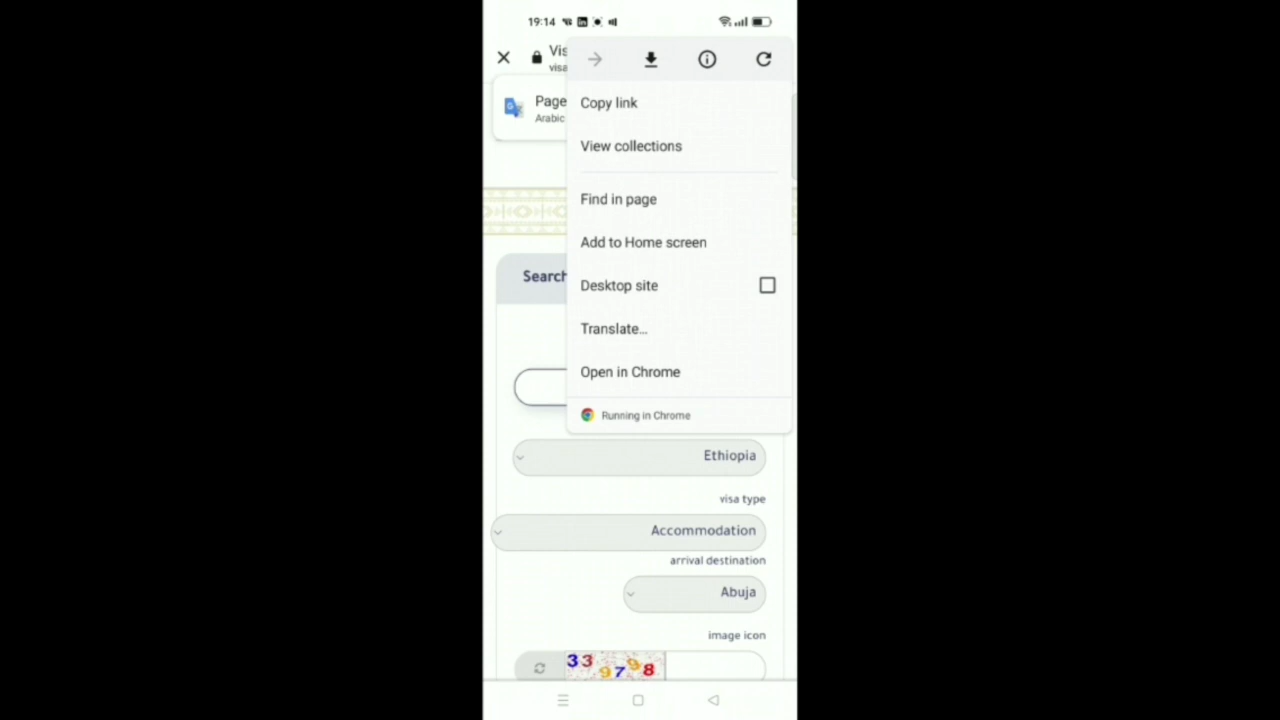 19:14
Vis
visa
Page
Arabic
Copy link
View collections
Find in page
Add to Home screen
Desktop site
Translate...
Open in Chrome
Running in Chrome
Search
Ethiopia
visa type
Accommodation
arrival destination
Abuja
image icon
339798